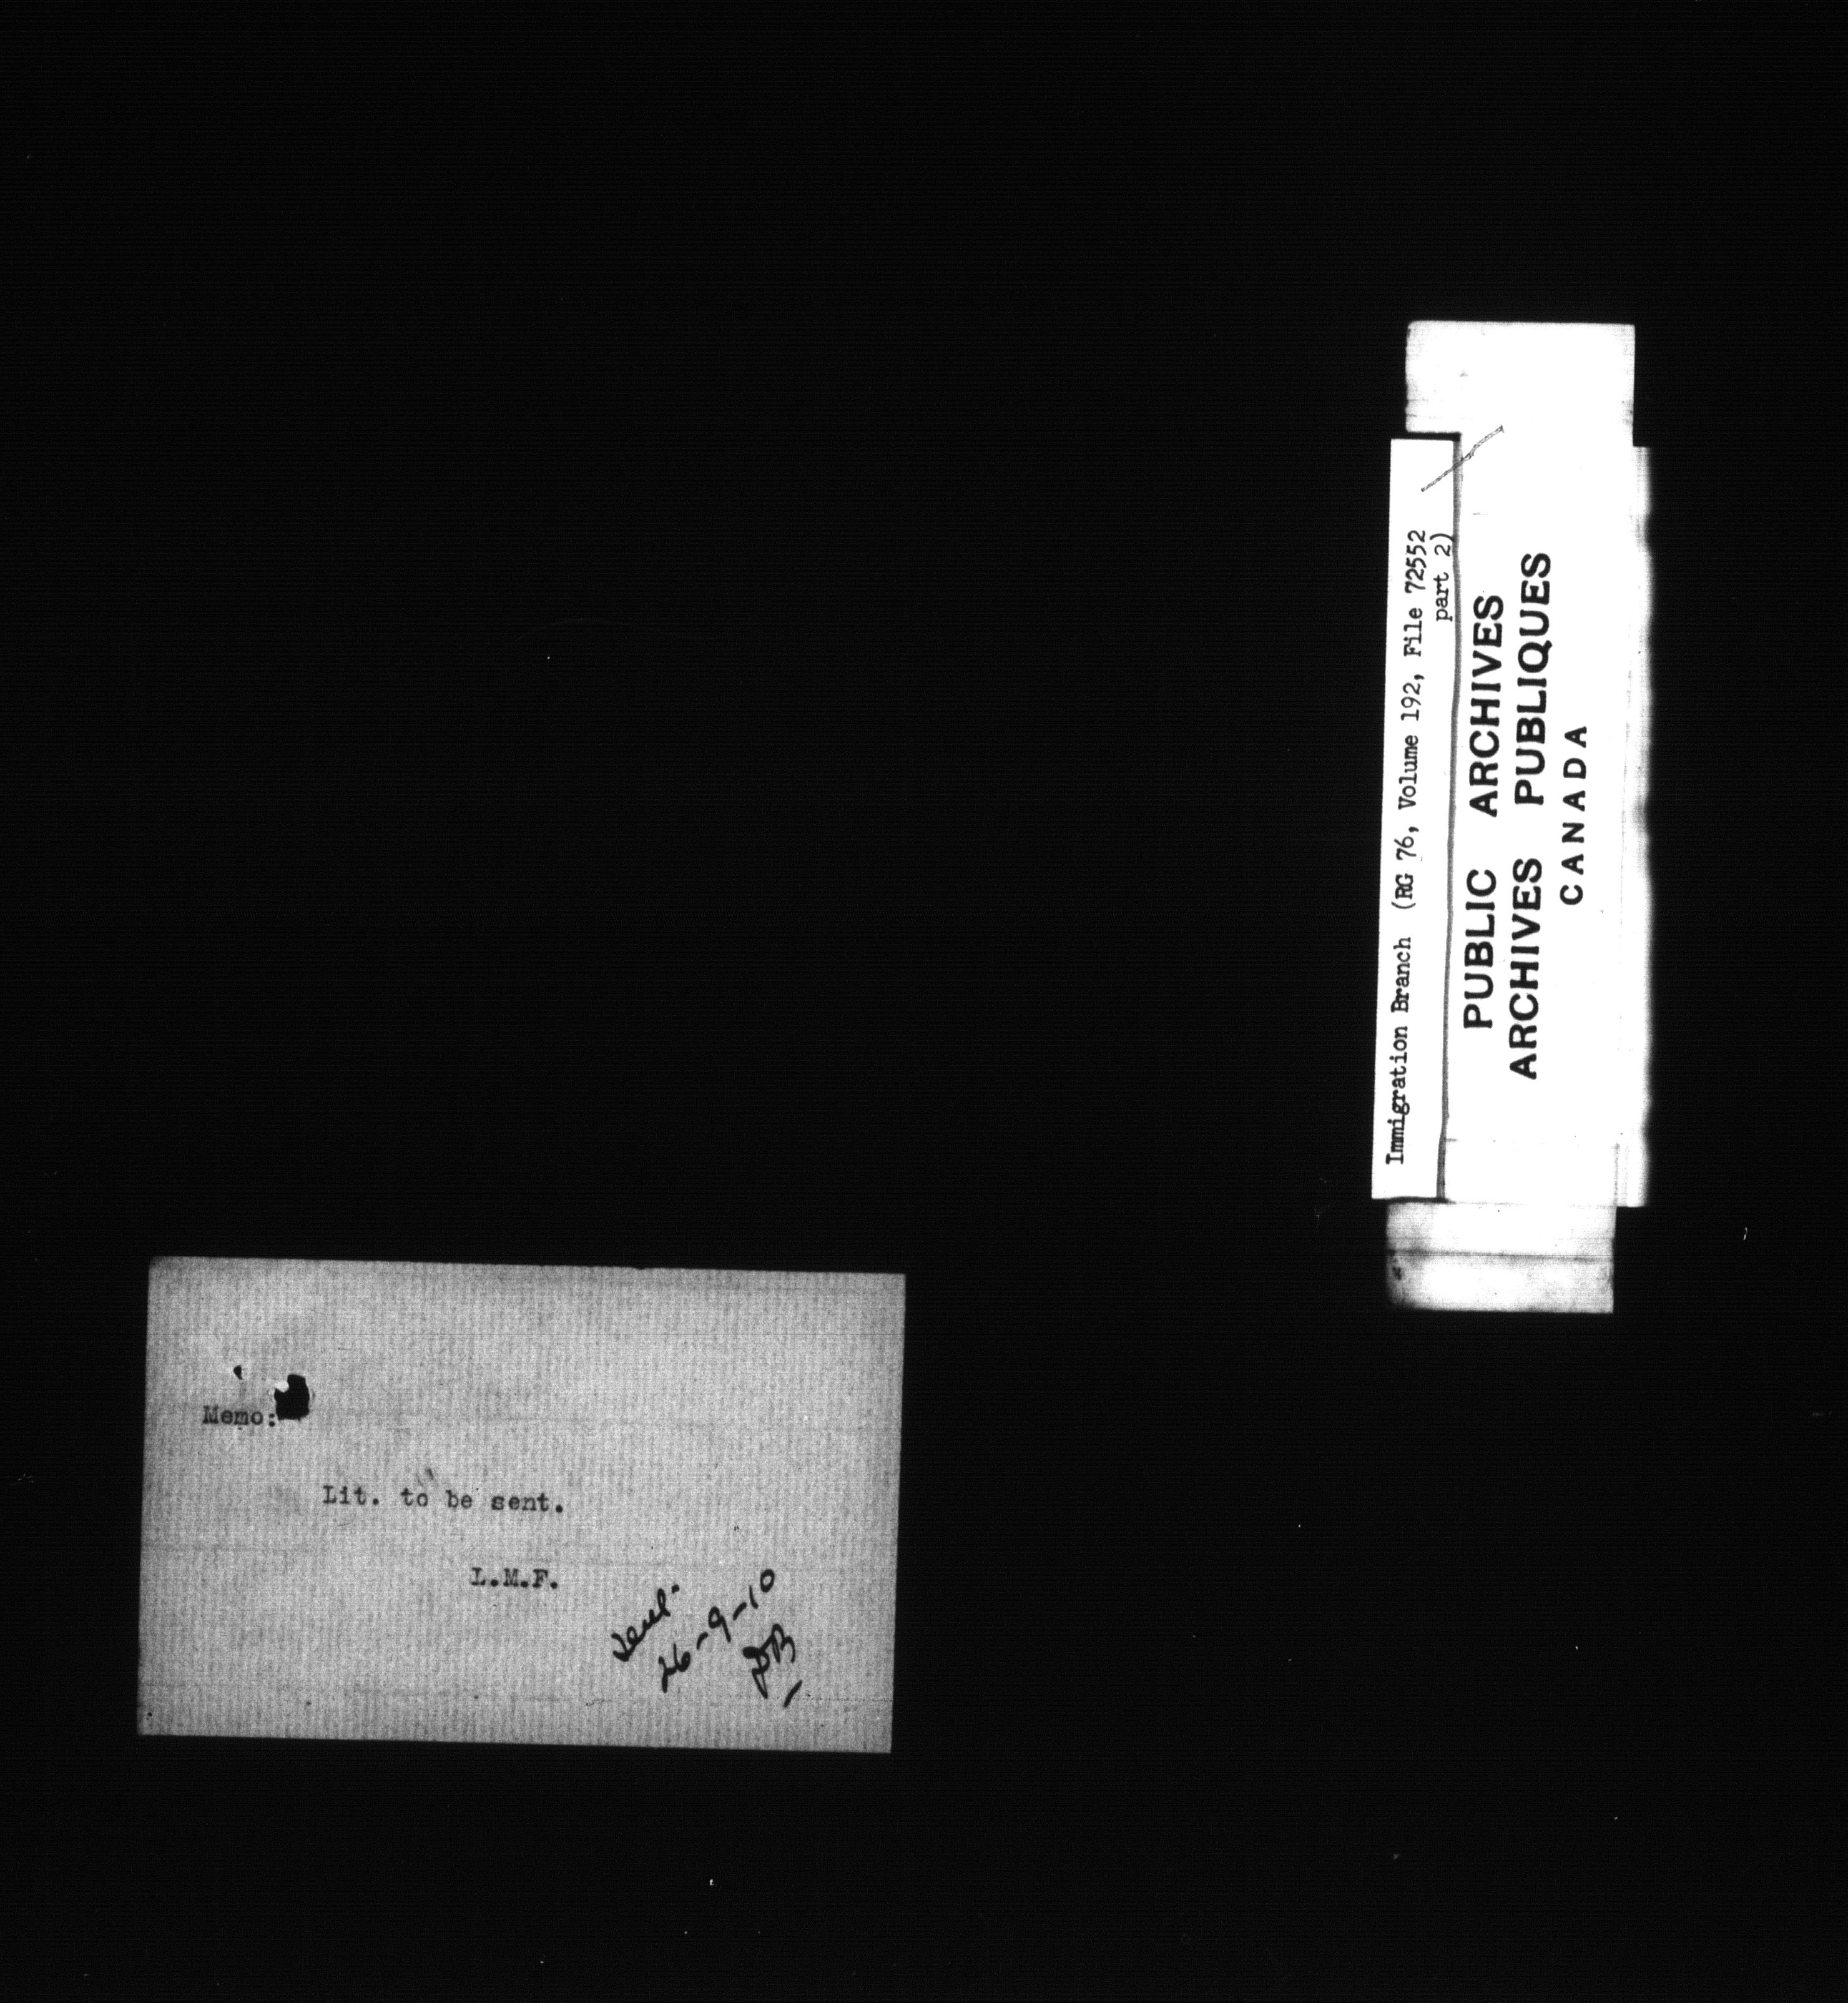 Memo:
Lit. to be sent.
L.M.F.
Sent.
26-9-10
Immigration Branch (RG 76, Volume 192, File 72552
part 2)
PUBLIC ARCHIVES
ARCHIVES PUBLIQUES
CANADA